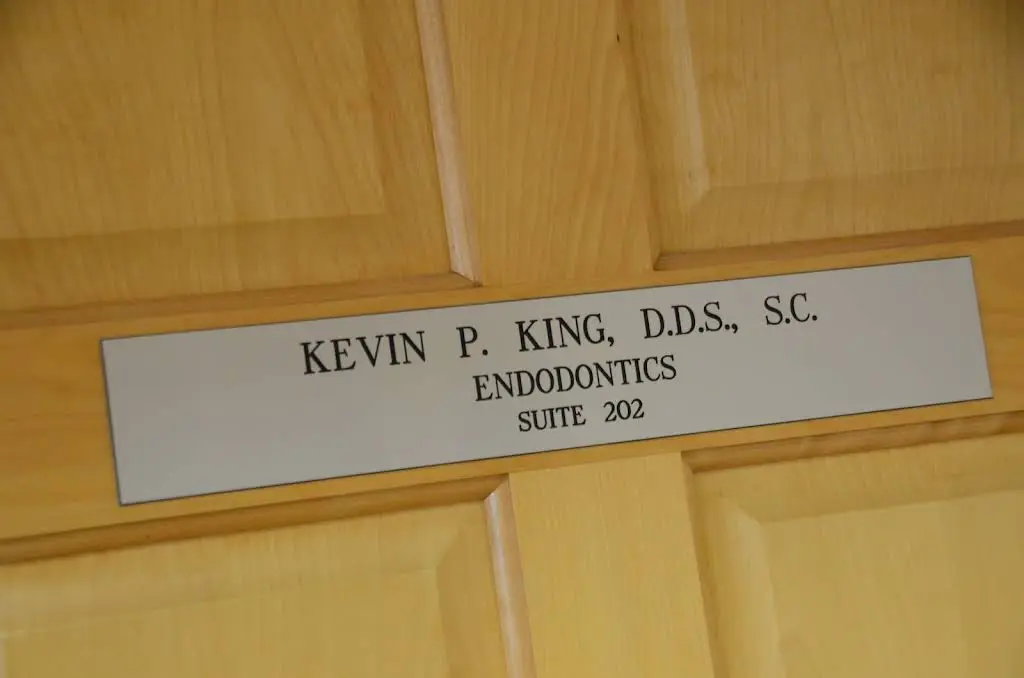 KEVIN P. KING, D.D.S., S.C.
ENDODONTICS
SUITE 202